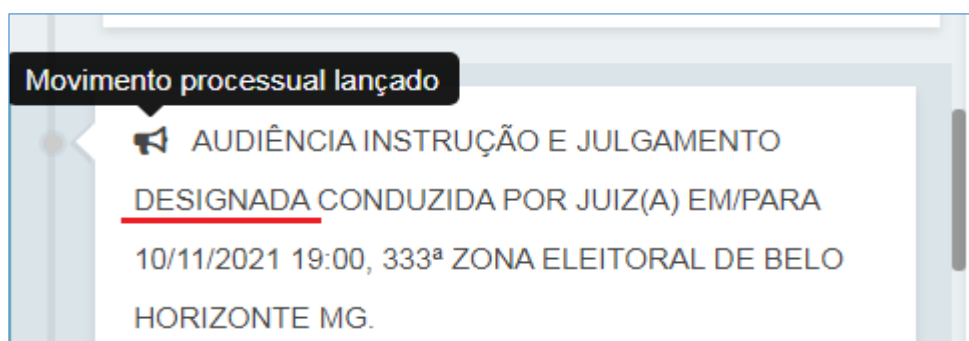 Movimento processual lançado
AUDIÊNCIA INSTRUÇÃO E JULGAMENTO
DESIGNADA CONDUZIDA POR JUIZ(A) EM/PARA
10/11/2021 19:00, 333ª ZONA ELEITORAL DE BELO
HORIZONTE MG.